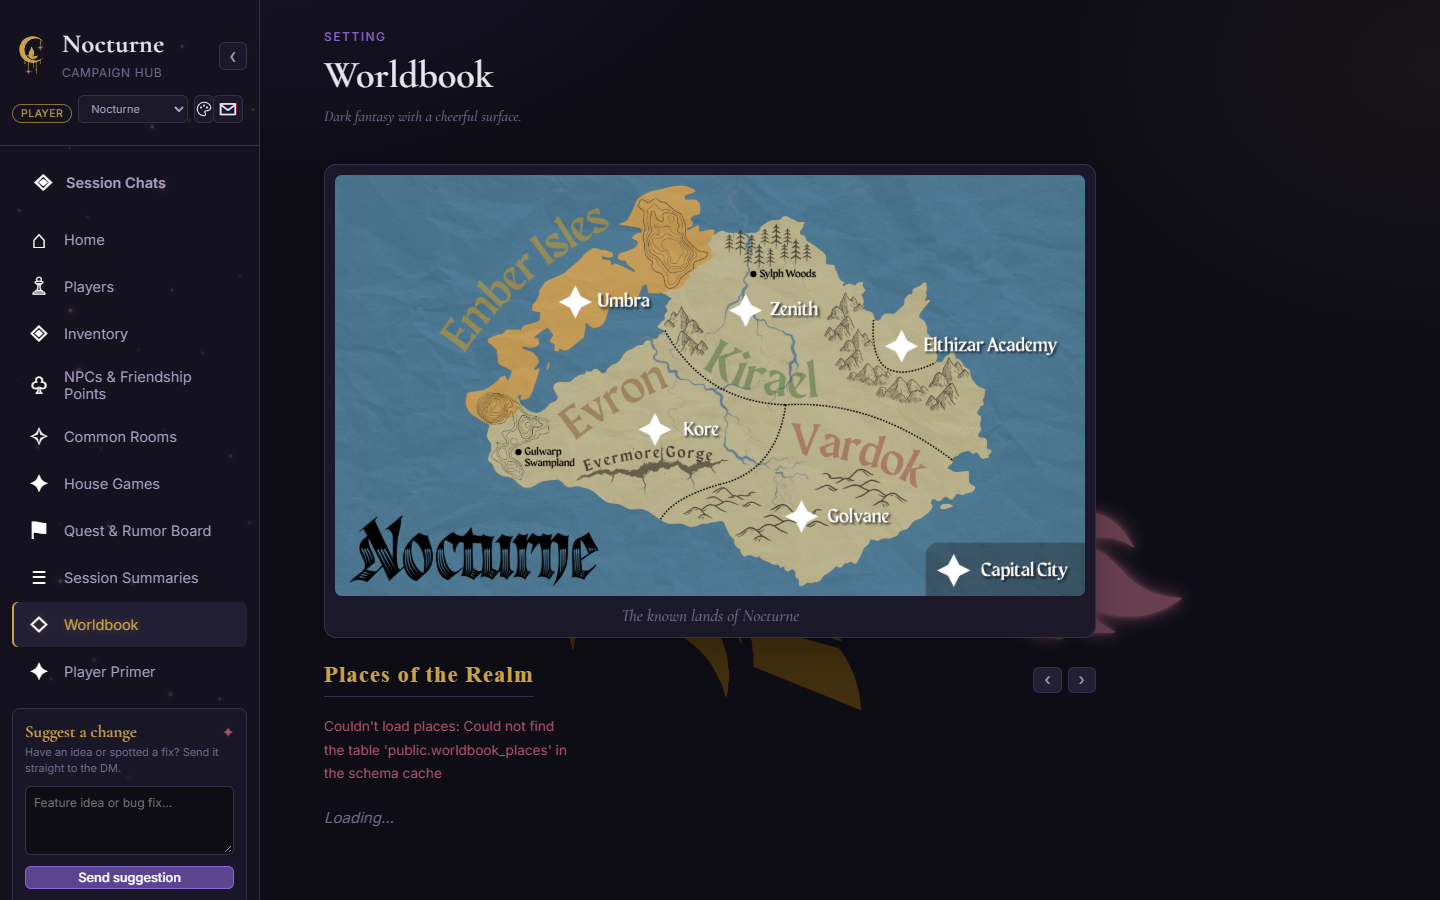 Nocturne
CAMPAIGN HUB
PLAYER
Nocturne
Session Chats
Home
Players
Inventory
NPCs & Friendship
Points
Common Rooms
House Games
Quest & Rumor Board
Session Summaries
Worldbook
Player Primer
Suggest a change
Have an idea or spotted a fix? Send it
straight to the DM.
Feature idea or bug fix...
Send suggestion
SETTING
Worldbook
Dark fantasy with a cheerful surface.
Ember Isles
Sylph Woods
Umbra
Zenith
Elthizar Academy
Kirael
Evron
Kore
Vardok
Gulwarp
Swampland
Evermore Gorge
Golvane
Nocturne
Capital City
The known lands of Nocturne
Places of the Realm
Couldn't load places: Could not find
the table 'public.worldbook_places' in
the schema cache
Loading...